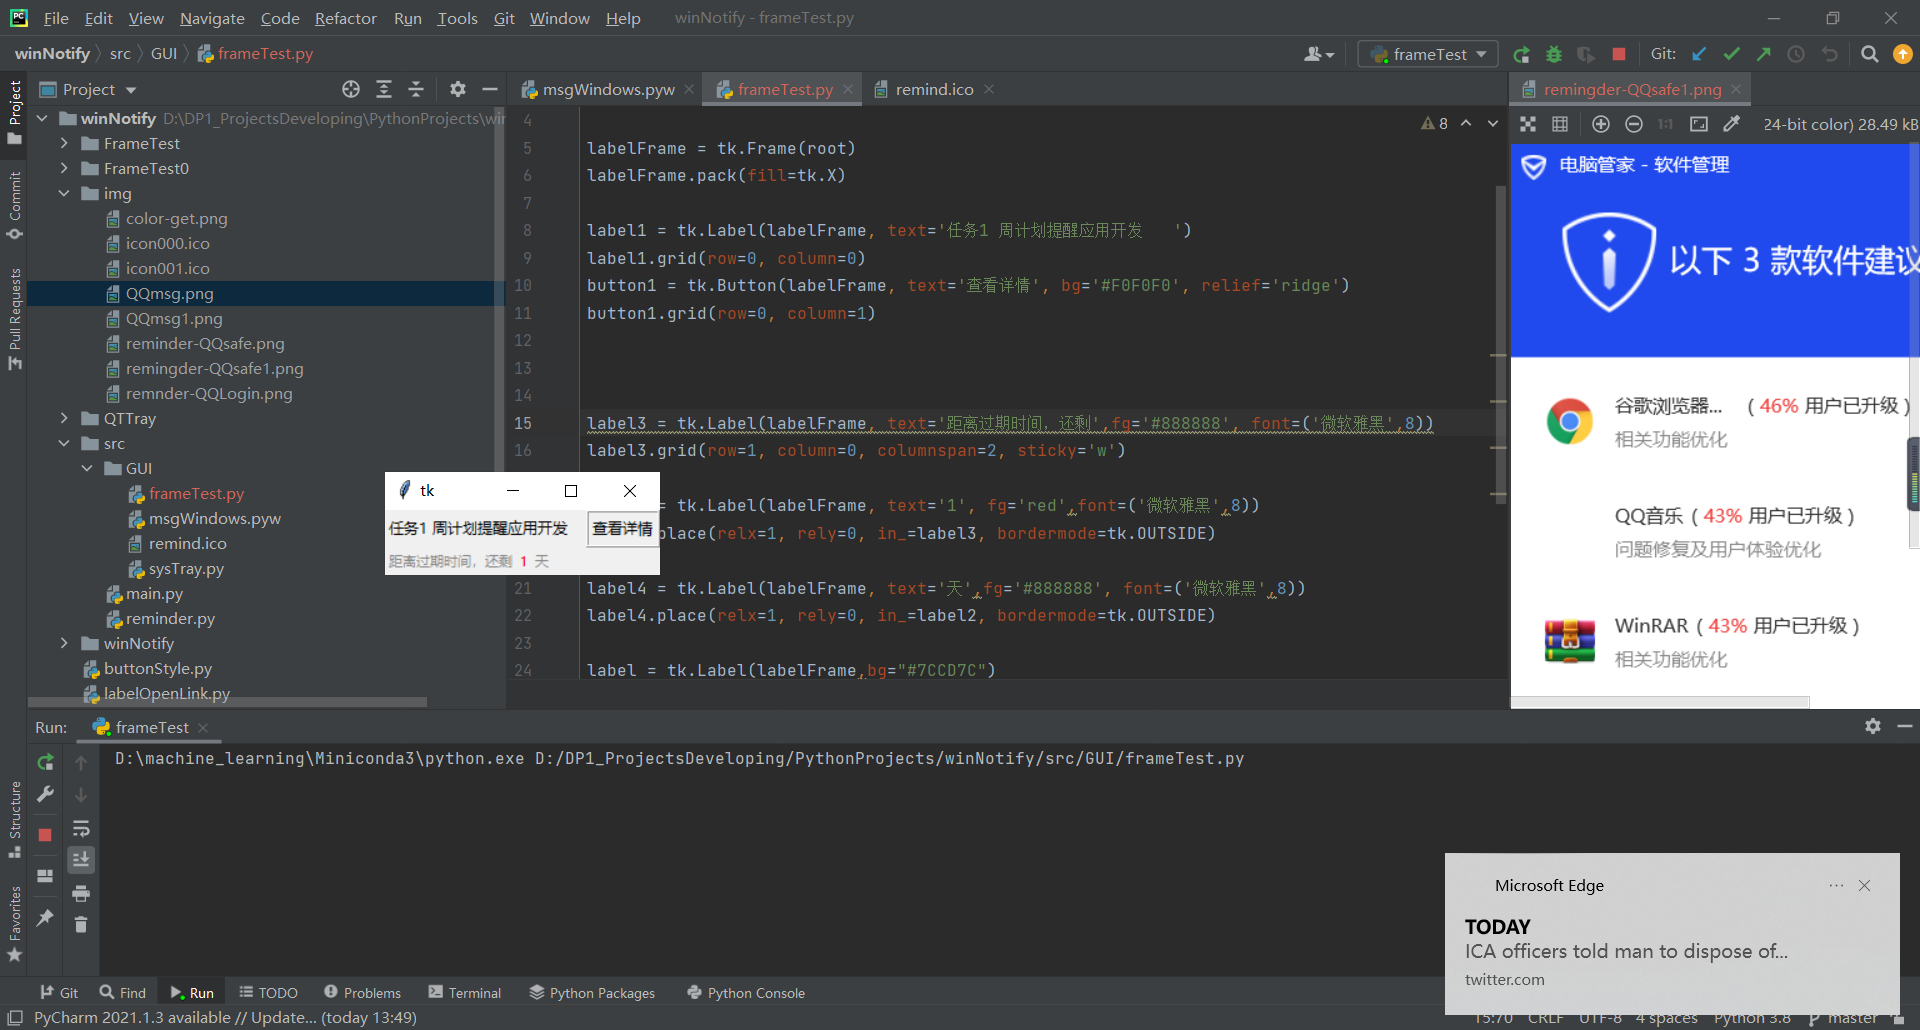 File Edit View Navigate Code Refactor Run Tools Git Window Help winNotify - frameTest.py
winNotify src GUI frameTest.py
frameTest Git:
Project
msgWindows.pyw frameTest.py remind.ico
remingder-QQsafe1.png
24-bit color) 28.49 kB
Project
Commit
Pull Requests
Structure
Favorites
winNotify D:\DP1_ProjectsDeveloping\PythonProjects\wir
FrameTest
FrameTest0
img
color-get.png
icon000.ico
icon001.ico
QQmsg.png
QQmsg1.png
reminder-QQsafe.png
remingder-QQsafe1.png
remnder-QQLogin.png
QTTray
src
GUI
frameTest.py
msgWindows.pyw
remind.ico
sysTray.py
main.py
reminder.py
winNotify
buttonStyle.py
labelOpenLink.py
8
4
5 labelFrame = tk.Frame(root)
6 labelFrame.pack(fill=tk.X)
7
8 label1 = tk.Label(labelFrame, text='任务1 周计划提醒应用开发   ')
9 label1.grid(row=0, column=0)
10 button1 = tk.Button(labelFrame, text='查看详情', bg='#F0F0F0', relief='ridge')
11 button1.grid(row=0, column=1)
12
13
14
15 label3 = tk.Label(labelFrame, text='距离过期时间，还剩',fg='#888888', font=('微软雅黑',8))
16 label3.grid(row=1, column=0, columnspan=2, sticky='w')
= tk.Label(labelFrame, text='1', fg='red',font=('微软雅黑',8))
place(relx=1, rely=0, in_=label3, bordermode=tk.OUTSIDE)
21 label4 = tk.Label(labelFrame, text='天',fg='#888888', font=('微软雅黑',8))
22 label4.place(relx=1, rely=0, in_=label2, bordermode=tk.OUTSIDE)
23
24 label = tk.Label(labelFrame,bg="#7CCD7C")
tk
任务1 周计划提醒应用开发 查看详情
距离过期时间，还剩 1 天
电脑管家 - 软件管理
以下 3 款软件建议
谷歌浏览器... （46% 用户已升级）
相关功能优化
QQ音乐（43% 用户已升级）
问题修复及用户体验优化
WinRAR（43% 用户已升级）
相关功能优化
Run: frameTest
D:\machine_learning\Miniconda3\python.exe D:/DP1_ProjectsDeveloping/PythonProjects/winNotify/src/GUI/frameTest.py
Microsoft Edge
TODAY
ICA officers told man to dispose of...
twitter.com
Git Find Run TODO Problems Terminal Python Packages Python Console
PyCharm 2021.1.3 available // Update... (today 13:49)
15:70 CRLF UTF-8 4 spaces Python 3.8 master